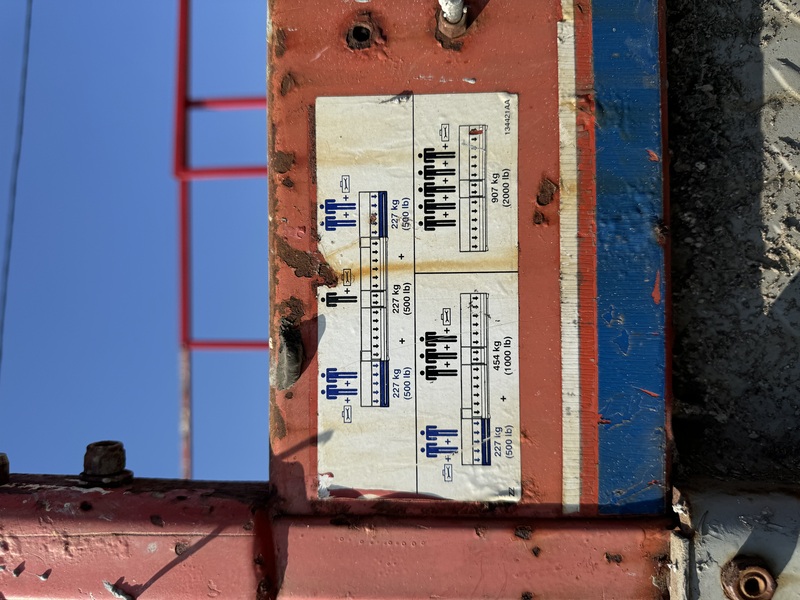 227 kg + 227 kg + 227 kg
(500 lb) (500 lb) (500 lb)
227 kg + 454 kg
(500 lb) (1000 lb)
907 kg
(2000 lb)
134421AA